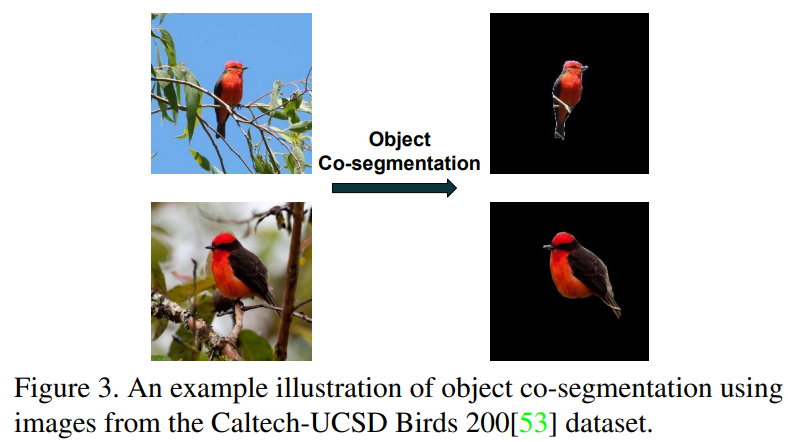 Object
Co-segmentation
Figure 3. An example illustration of object co-segmentation using
images from the Caltech-UCSD Birds 200[53] dataset.